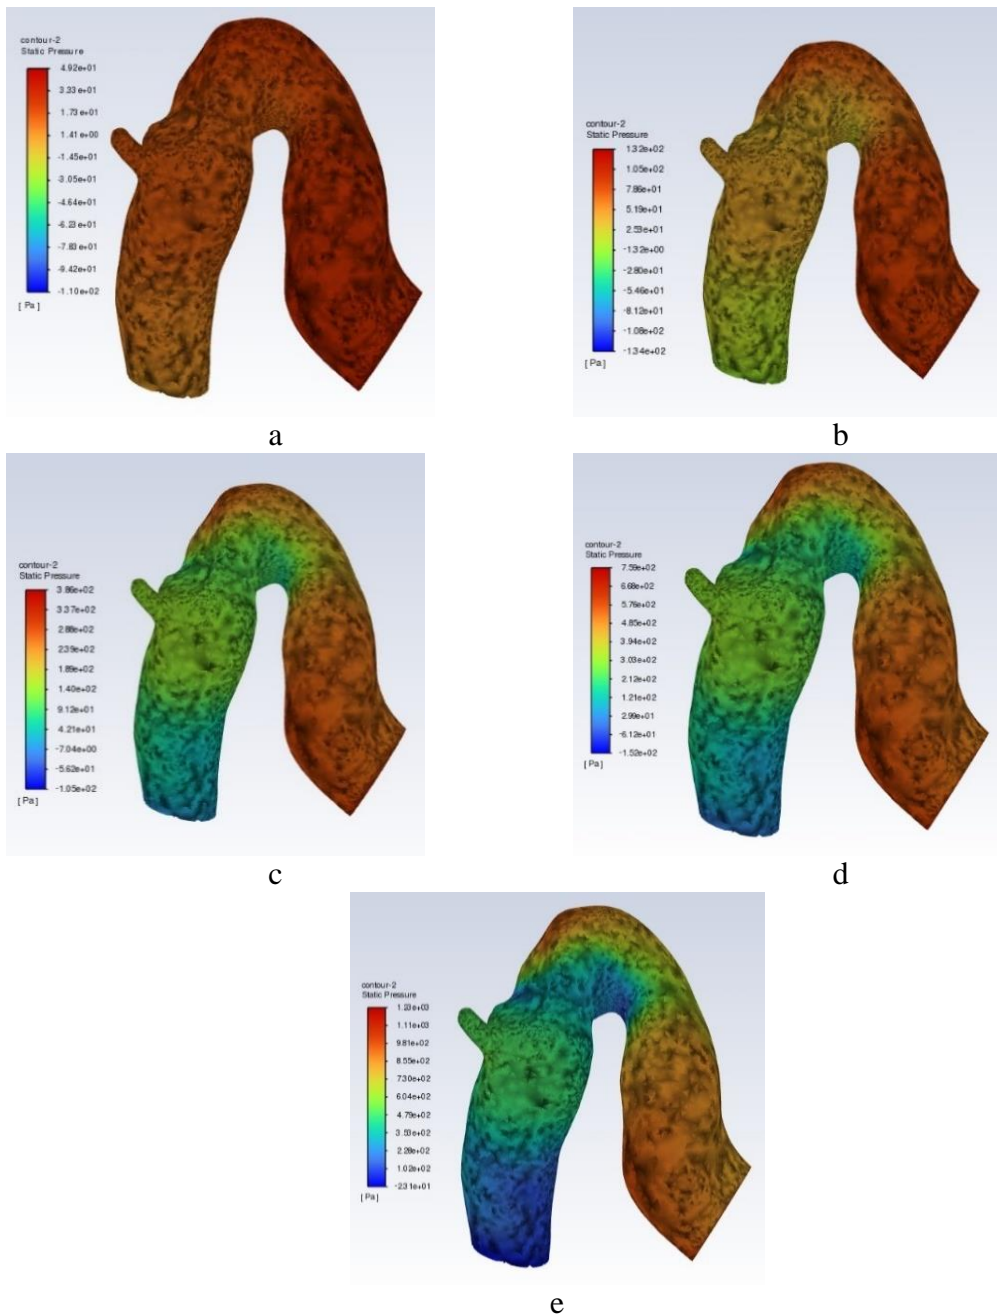 contour-2
Static Pressure
4.92e+01
3.33e+01
1.73e+01
1.41e+00
-1.45e+01
-3.05e+01
-4.64e+01
-6.23e+01
-7.83e+01
-9.42e+01
-1.10e+02
[ Pa ]
a
contour-2
Static Pressure
1.32e+02
1.05e+02
7.86e+01
5.19e+01
2.53e+01
-1.32e+00
-2.80e+01
-5.46e+01
-8.12e+01
-1.08e+02
-1.34e+02
[ Pa ]
b
contour-2
Static Pressure
3.86e+02
3.37e+02
2.88e+02
2.39e+02
1.89e+02
1.40e+02
9.12e+01
4.21e+01
-7.04e+00
-5.62e+01
-1.05e+02
[ Pa ]
c
contour-2
Static Pressure
7.59e+02
6.68e+02
5.76e+02
4.85e+02
3.94e+02
3.03e+02
2.12e+02
1.21e+02
2.99e+01
-6.12e+01
-1.52e+02
[ Pa ]
d
contour-2
Static Pressure
1.11e+03
9.81e+02
8.55e+02
7.30e+02
6.04e+02
4.79e+02
3.53e+02
2.28e+02
1.02e+02
-2.31e+01
[ Pa ]
e